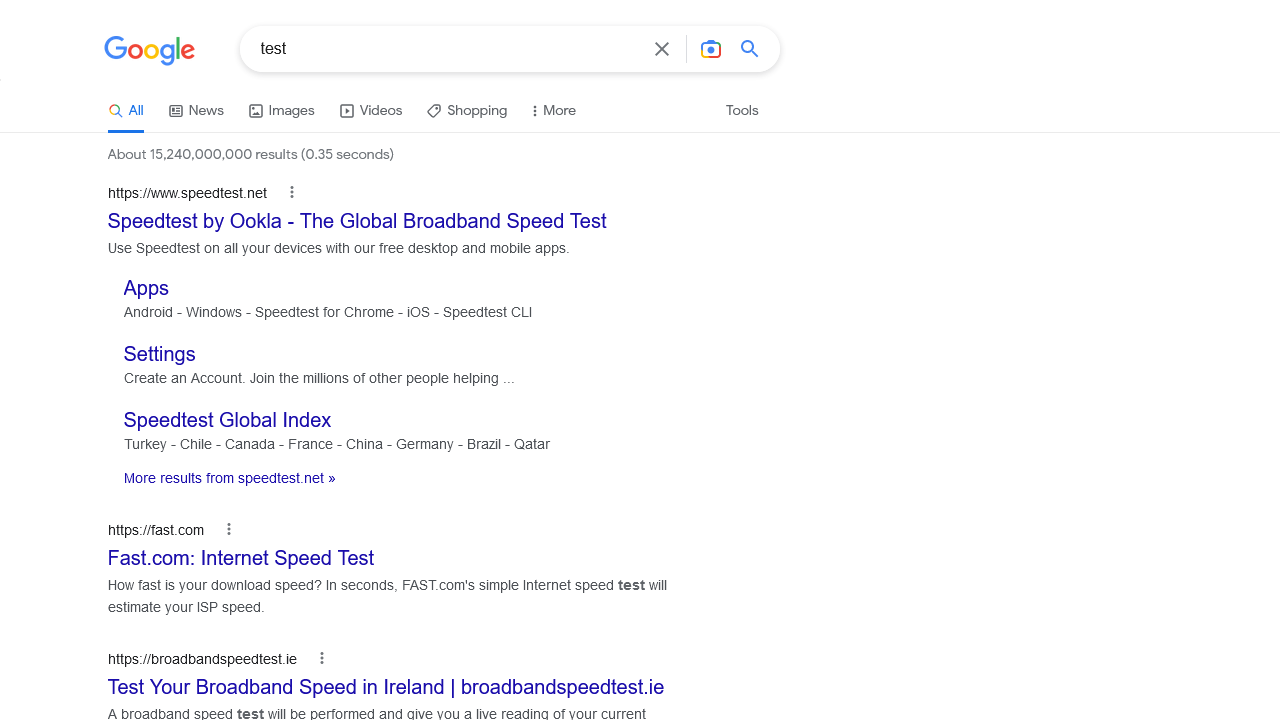 Google
test
All
News
Images
Videos
Shopping
More
Tools
About 15,240,000,000 results (0.35 seconds)
https://www.speedtest.net
Speedtest by Ookla - The Global Broadband Speed Test
Use Speedtest on all your devices with our free desktop and mobile apps.
Apps
Android - Windows - Speedtest for Chrome - iOS - Speedtest CLI
Settings
Create an Account. Join the millions of other people helping ...
Speedtest Global Index
Turkey - Chile - Canada - France - China - Germany - Brazil - Qatar
More results from speedtest.net »
https://fast.com
Fast.com: Internet Speed Test
How fast is your download speed? In seconds, FAST.com's simple Internet speed test will
estimate your ISP speed.
https://broadbandspeedtest.ie
Test Your Broadband Speed in Ireland | broadbandspeedtest.ie
A broadband speed test will be performed and give you a live reading of your current